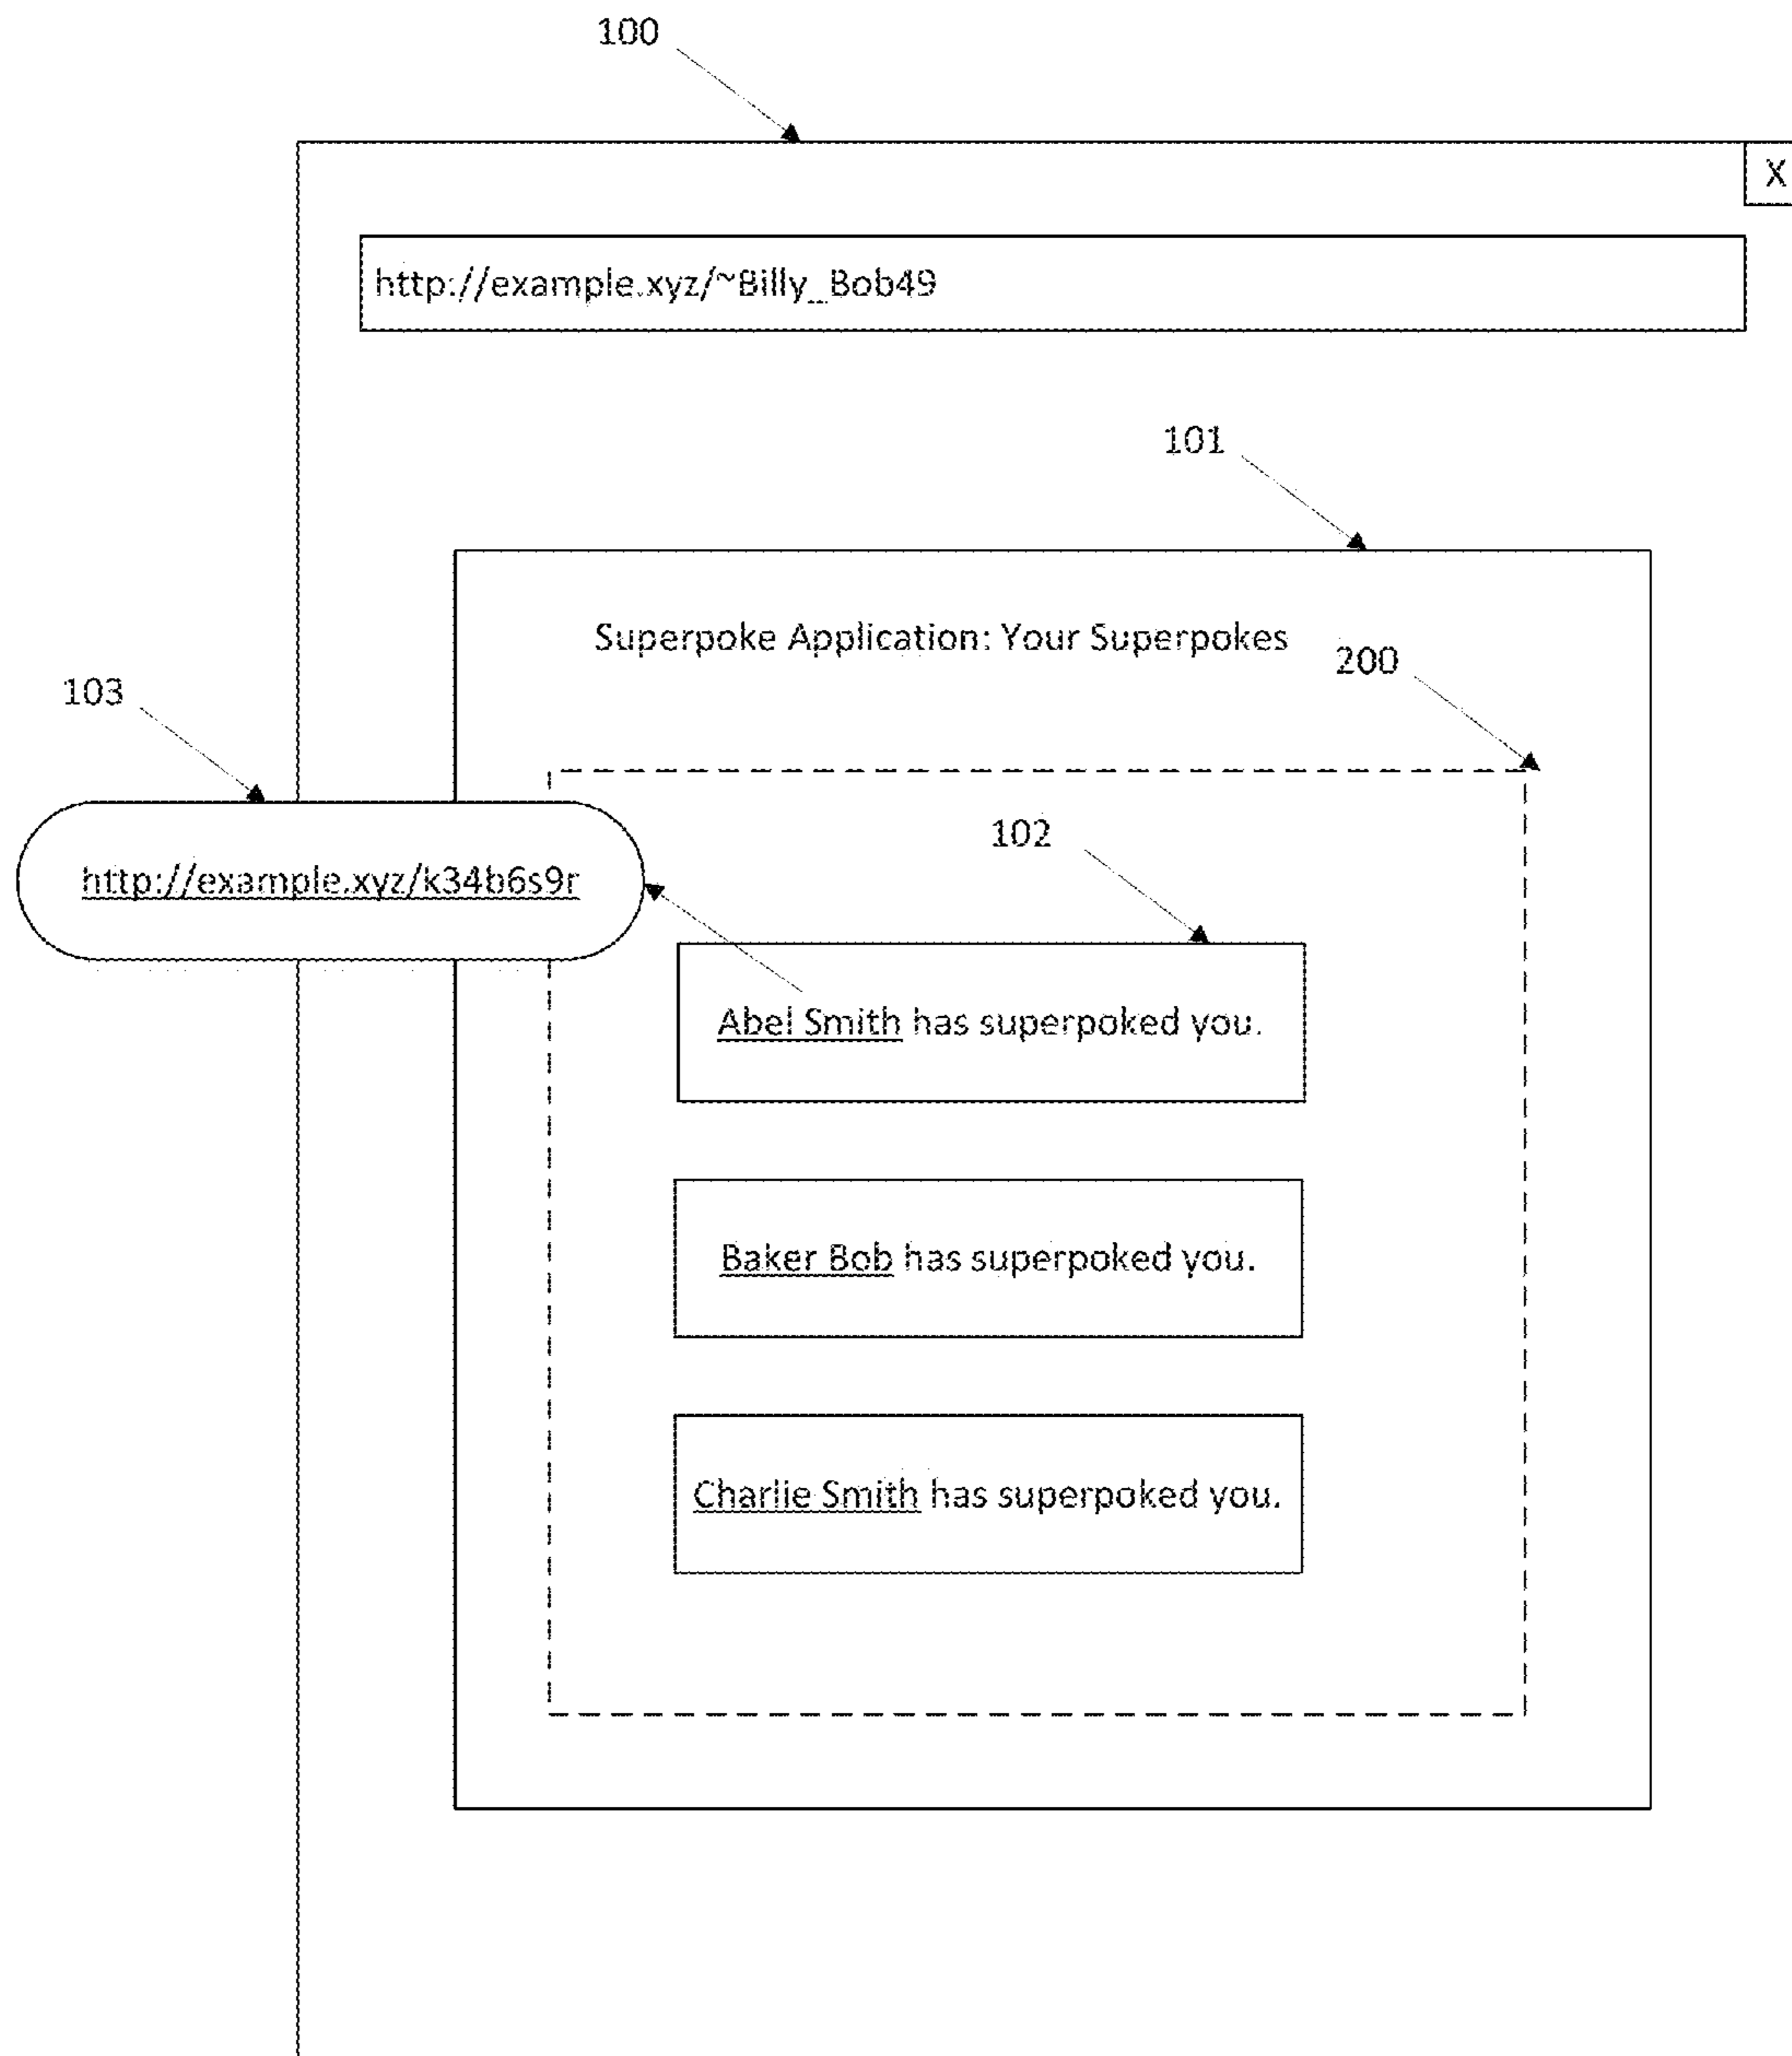 100
X
http://example.xyz/~Billy_Bob49
101
Superpoke Application: Your Superpokes
200
103
102
http://example.xyz/k34b6s9r
Abel Smith has superpoked you.
Baker Bob has superpoked you.
Charlie Smith has superpoked you.